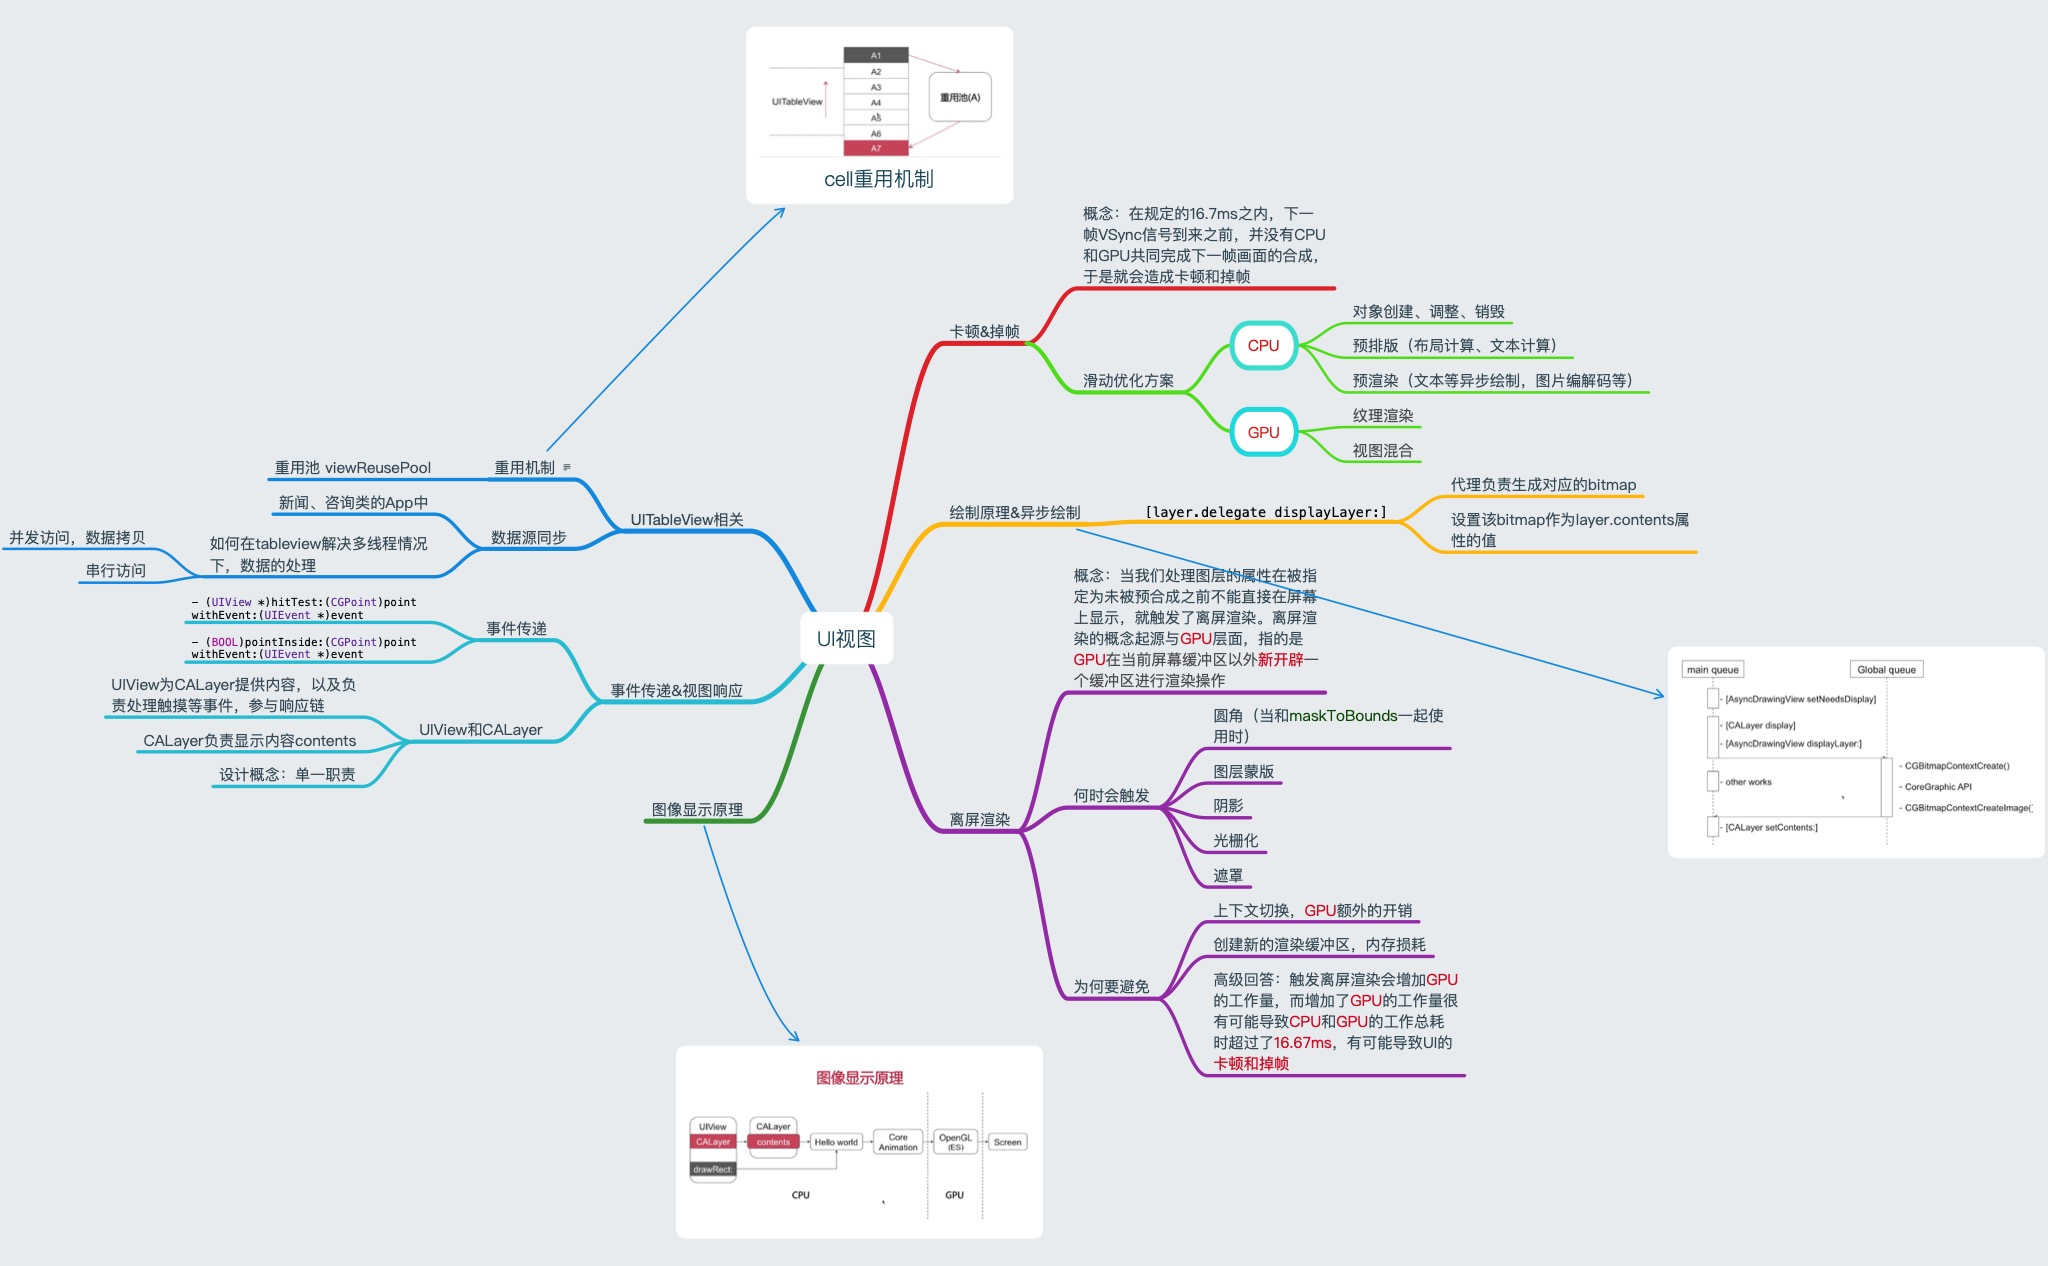 A1
A2
A3
A4
A5
A6
A7
UITableView
重用池(A)
cell重用机制
UI视图
卡顿&掉帧
概念：在规定的16.7ms之内，下一
帧VSync信号到来之前，并没有CPU
和GPU共同完成下一帧画面的合成，
于是就会造成卡顿和掉帧
滑动优化方案
CPU
对象创建、调整、销毁
预排版（布局计算、文本计算）
预渲染（文本等异步绘制，图片编解码等）
GPU
纹理渲染
视图混合
绘制原理&异步绘制
[layer.delegate displayLayer:]
代理负责生成对应的bitmap
设置该bitmap作为layer.contents属
性的值
main queue
Global queue
- [AsyncDrawingView setNeedsDisplay]
- [CALayer display]
- [AsyncDrawingView displayLayer:]
- CGBitmapContextCreate()
- other works
- CoreGraphic API
- CGBitmapContextCreateImage()
- [CALayer setContents:]
离屏渲染
概念：当我们处理图层的属性在被指
定为未被预合成之前不能直接在屏幕
上显示，就触发了离屏渲染。离屏渲
染的概念起源与GPU层面，指的是
GPU在当前屏幕缓冲区以外新开辟一
个缓冲区进行渲染操作
何时会触发
圆角（当和maskToBounds一起使
用时）
图层蒙版
阴影
光栅化
遮罩
为何要避免
上下文切换，GPU额外的开销
创建新的渲染缓冲区，内存损耗
高级回答：触发离屏渲染会增加GPU
的工作量，而增加了GPU的工作量很
有可能导致CPU和GPU的工作总耗
时超过了16.67ms，有可能导致UI的
卡顿和掉帧
UITableView相关
重用机制
重用池 viewReusePool
数据源同步
新闻、咨询类的App中
如何在tableview解决多线程情况
下，数据的处理
并发访问，数据拷贝
串行访问
事件传递&视图响应
事件传递
- (UIView *)hitTest:(CGPoint)point
withEvent:(UIEvent *)event
- (BOOL)pointInside:(CGPoint)point
withEvent:(UIEvent *)event
UIView和CALayer
UIView为CALayer提供内容，以及负
责处理触摸等事件，参与响应链
CALayer负责显示内容contents
设计概念：单一职责
图像显示原理
图像显示原理
UIView
CALayer
drawRect:
CALayer
contents
Hello world
Core
Animation
OpenGL
(ES)
Screen
CPU
GPU